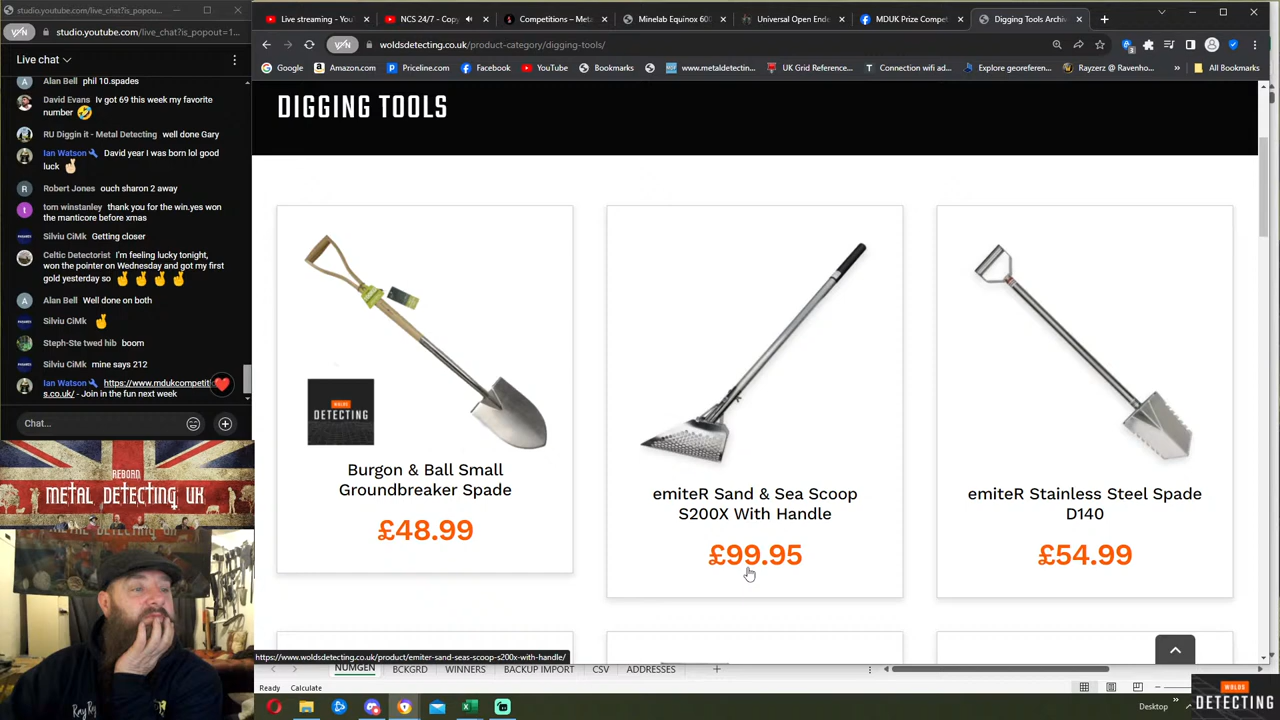 studio.youtube.com/live_chat?is_popou...
studio.youtube.com/live_chat?is_popout=1...
Live chat
Alan Bell phil 10.spades
David Evans Iv got 69 this week my favorite
number 🤣
RU Diggin it - Metal Detecting well done Gary
Ian Watson David year I was born lol good
luck 🤞🏻
Robert Jones ouch sharon 2 away
tom winstanley thank you for the win.yes won
the manticore before xmas
Silviu CiMk Getting closer
Celtic Detectorist I'm feeling lucky tonight,
won the pointer on Wednesday and got my first
gold yesterday so 🤞 🤞 🤞 🤞
Alan Bell Well done on both
Silviu CiMk 🤞
Steph-Ste twed hib boom
Silviu CiMk mine says 212
Ian Watson https://www.mdukcompetit
s.co.uk/ - Join in the fun next week
Chat...
REBORN
METAL DETECTING UK
Live streaming - You
NCS 24/7 - Copy
Competitions – Meta
Minelab Equinox 600
Universal Open Ende
MDUK Prize Compet
Digging Tools Archiv
woldsdetecting.co.uk/product-category/digging-tools/
Google
Amazon.com
Priceline.com
Facebook
YouTube
Bookmarks
www.metaldetectin...
UK Grid Reference...
Connection wifi ad...
Explore georeferen...
Rayzerz @ Ravenho...
All Bookmarks
DIGGING TOOLS
DETECTING
Burgon & Ball Small
Groundbreaker Spade
£48.99
emiteR Sand & Sea Scoop
S200X With Handle
£99.95
emiteR Stainless Steel Spade
D140
£54.99
https://www.woldsdetecting.co.uk/product/emiter-sand-seas-scoop-s200x-with-handle/
NUMGEN
BCKGRD
WINNERS
BACKUP IMPORT
CSV
ADDRESSES
Ready
Calculate
Desktop
WOLDS
DETECTING